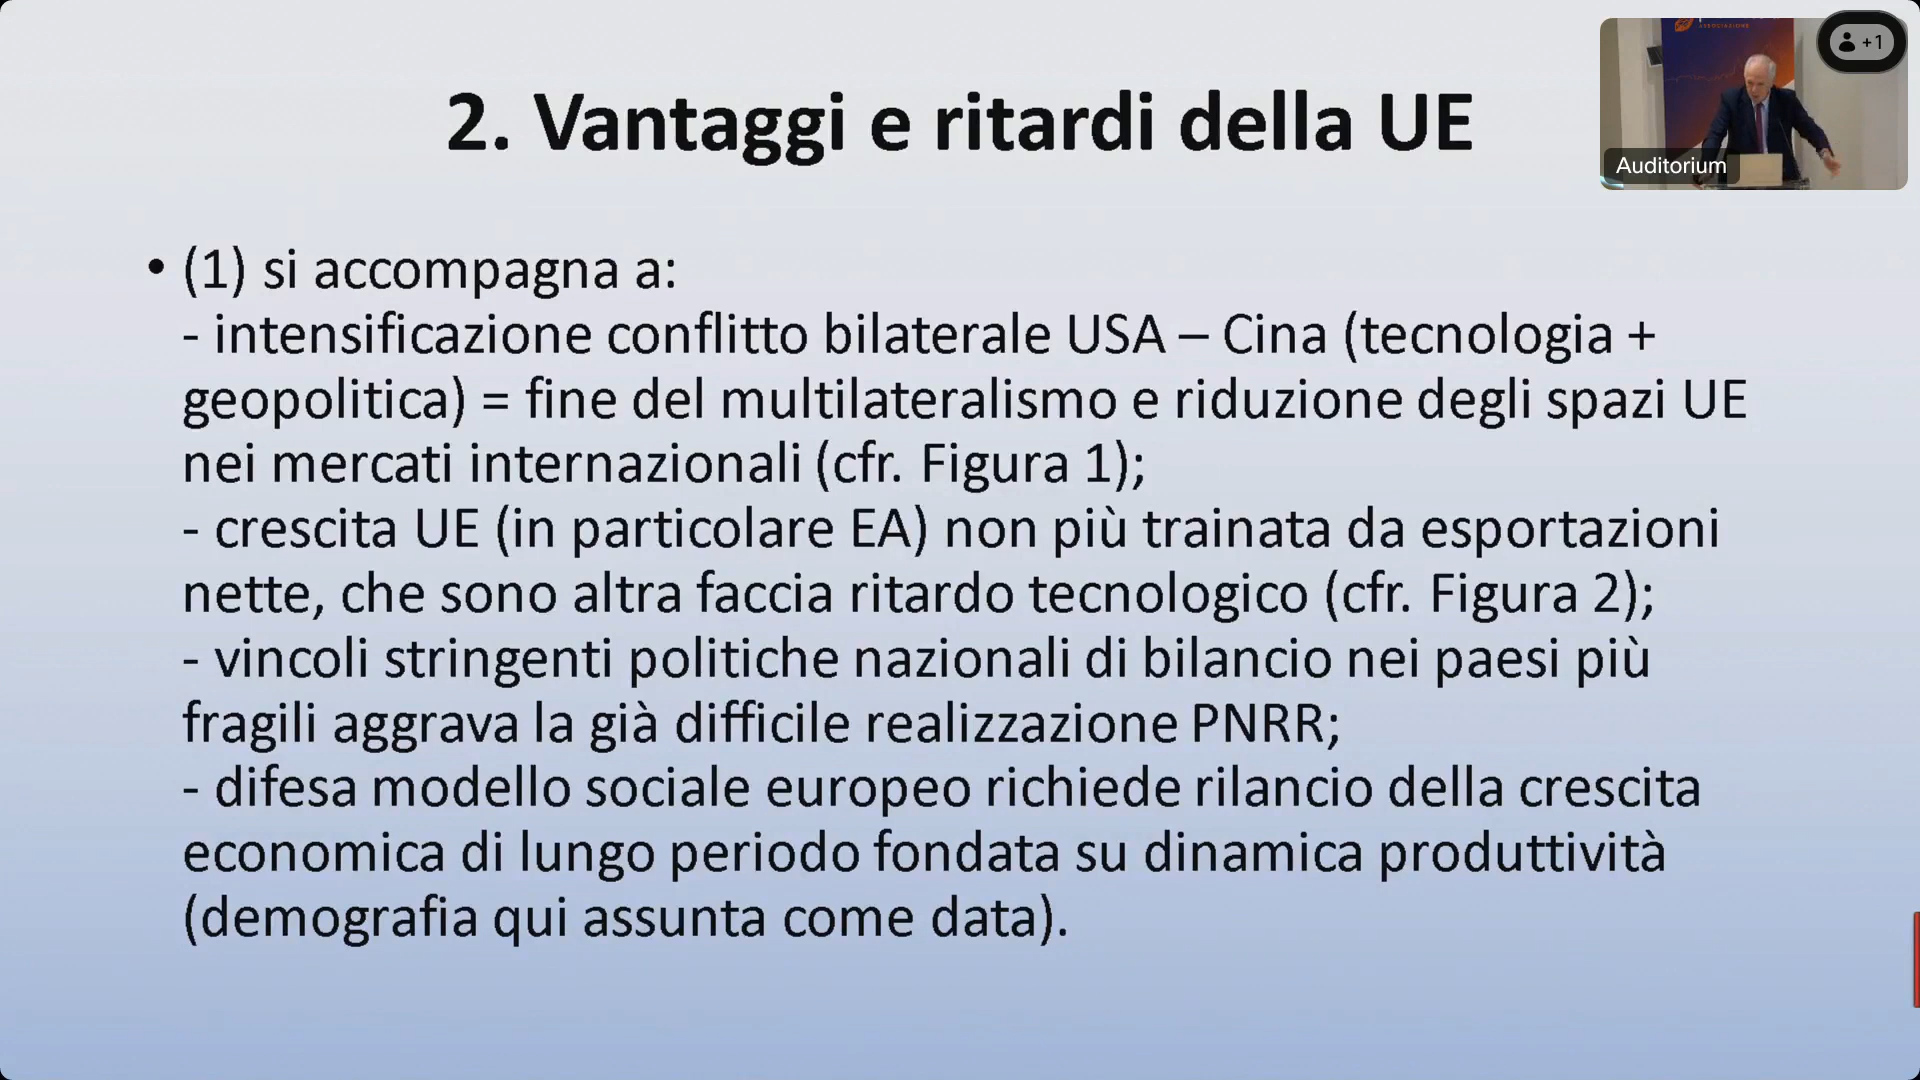 2. Vantaggi e ritardi della UE
+1
Auditorium
• (1) si accompagna a:
- intensificazione conflitto bilaterale USA – Cina (tecnologia +
geopolitica) = fine del multilateralismo e riduzione degli spazi UE
nei mercati internazionali (cfr. Figura 1);
- crescita UE (in particolare EA) non più trainata da esportazioni
nette, che sono altra faccia ritardo tecnologico (cfr. Figura 2);
- vincoli stringenti politiche nazionali di bilancio nei paesi più
fragili aggrava la già difficile realizzazione PNRR;
- difesa modello sociale europeo richiede rilancio della crescita
economica di lungo periodo fondata su dinamica produttività
(demografia qui assunta come data).